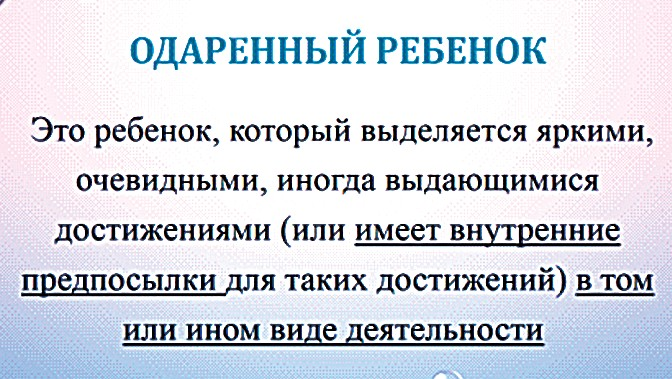 ОДАРЕННЫЙ РЕБЕНОК
Это ребенок, который выделяется яркими,
очевидными, иногда выдающимися
достижениями (или имеет внутренние
предпосылки для таких достижений) в том
или ином виде деятельности